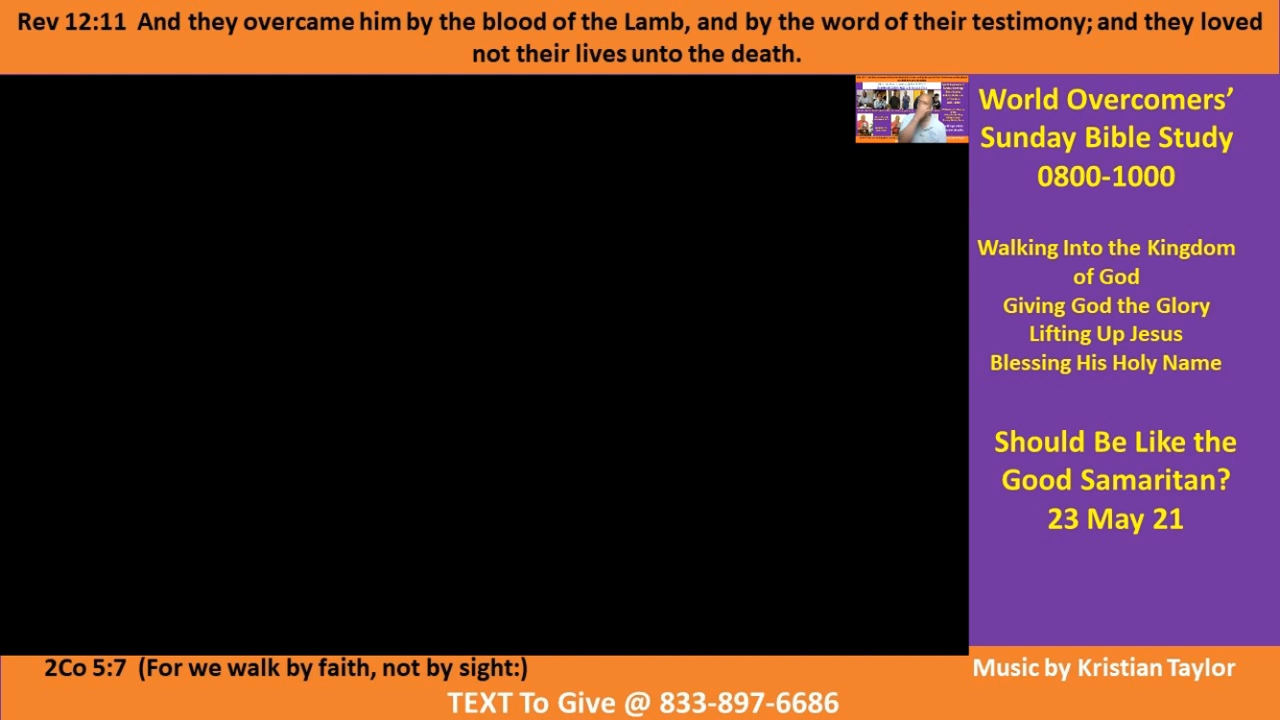 Rev 12:11 And they overcame him by the blood of the Lamb, and by the word of their testimony; and they loved
not their lives unto the death.
World Overcomers’
Sunday Bible Study
0800-1000
Walking Into the Kingdom
of God
Giving God the Glory
Lifting Up Jesus
Blessing His Holy Name
Should Be Like the
Good Samaritan?
23 May 21
2Co 5:7 (For we walk by faith, not by sight:)
Music by Kristian Taylor
TEXT To Give @ 833-897-6686